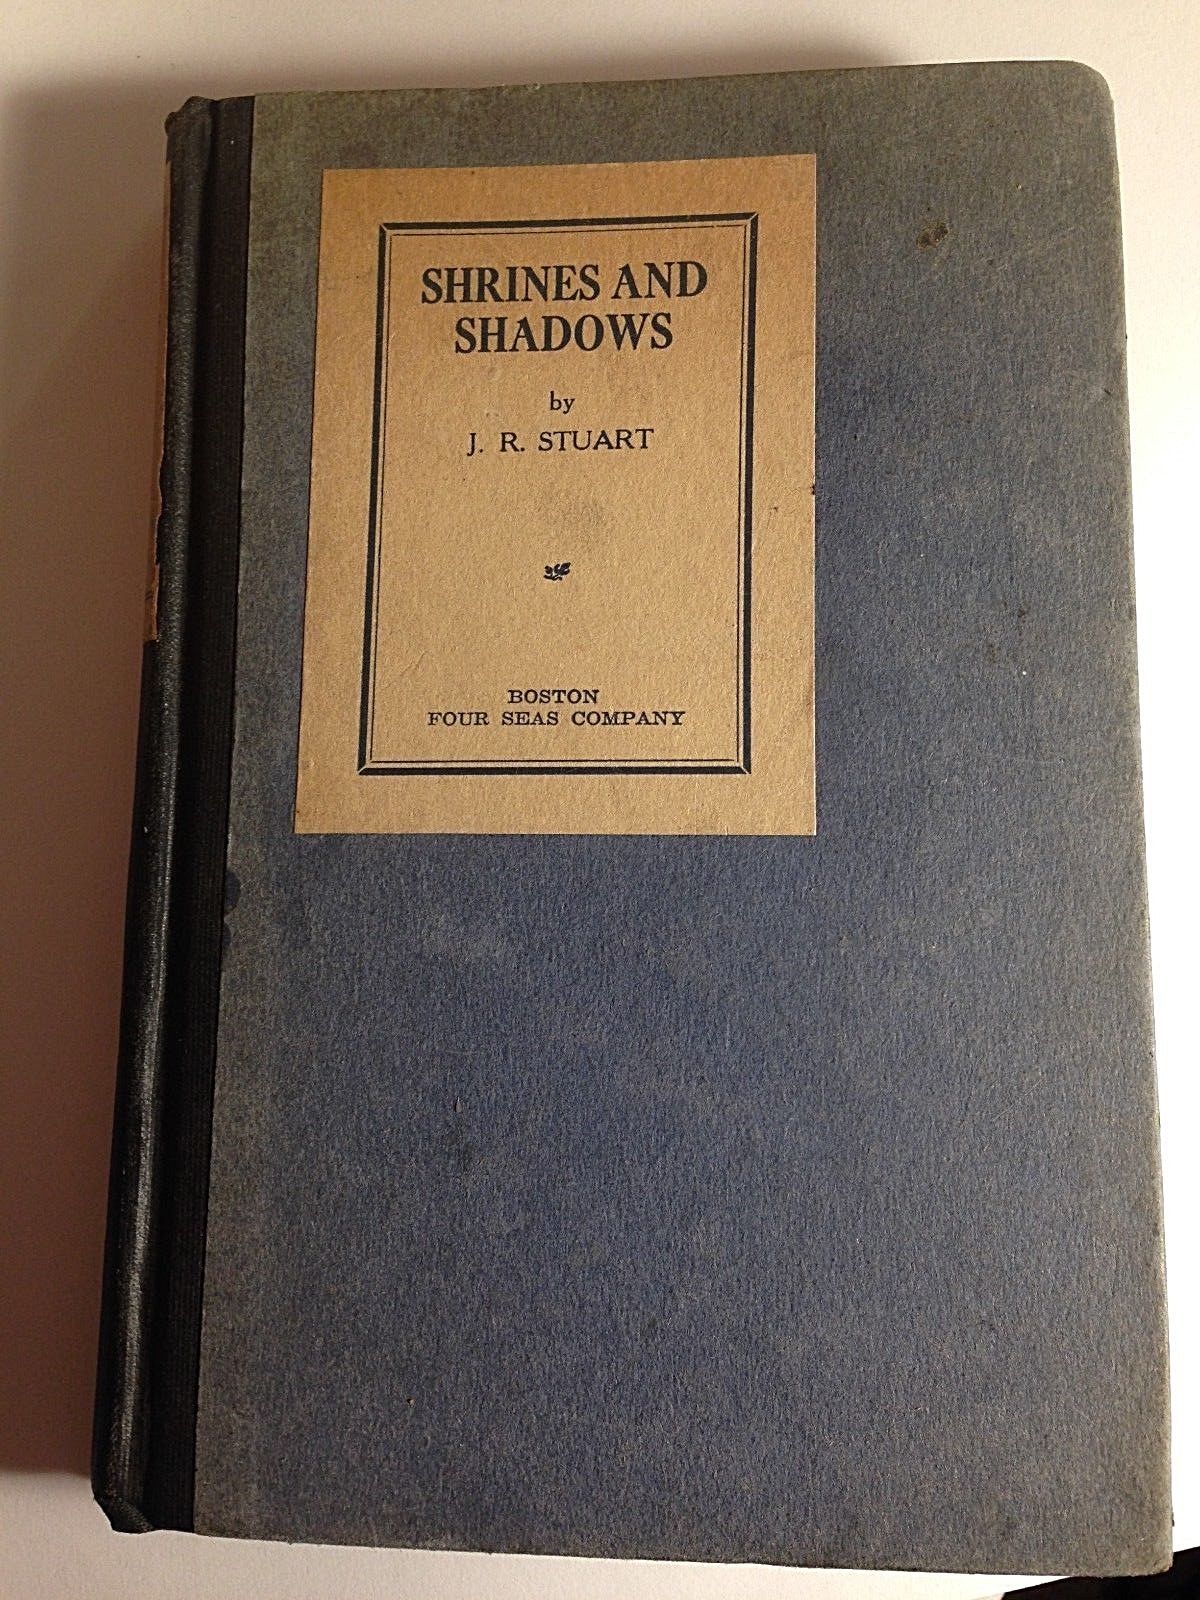 SHRINES AND
SHADOWS
by
J. R. STUART
BOSTON
FOUR SEAS COMPANY